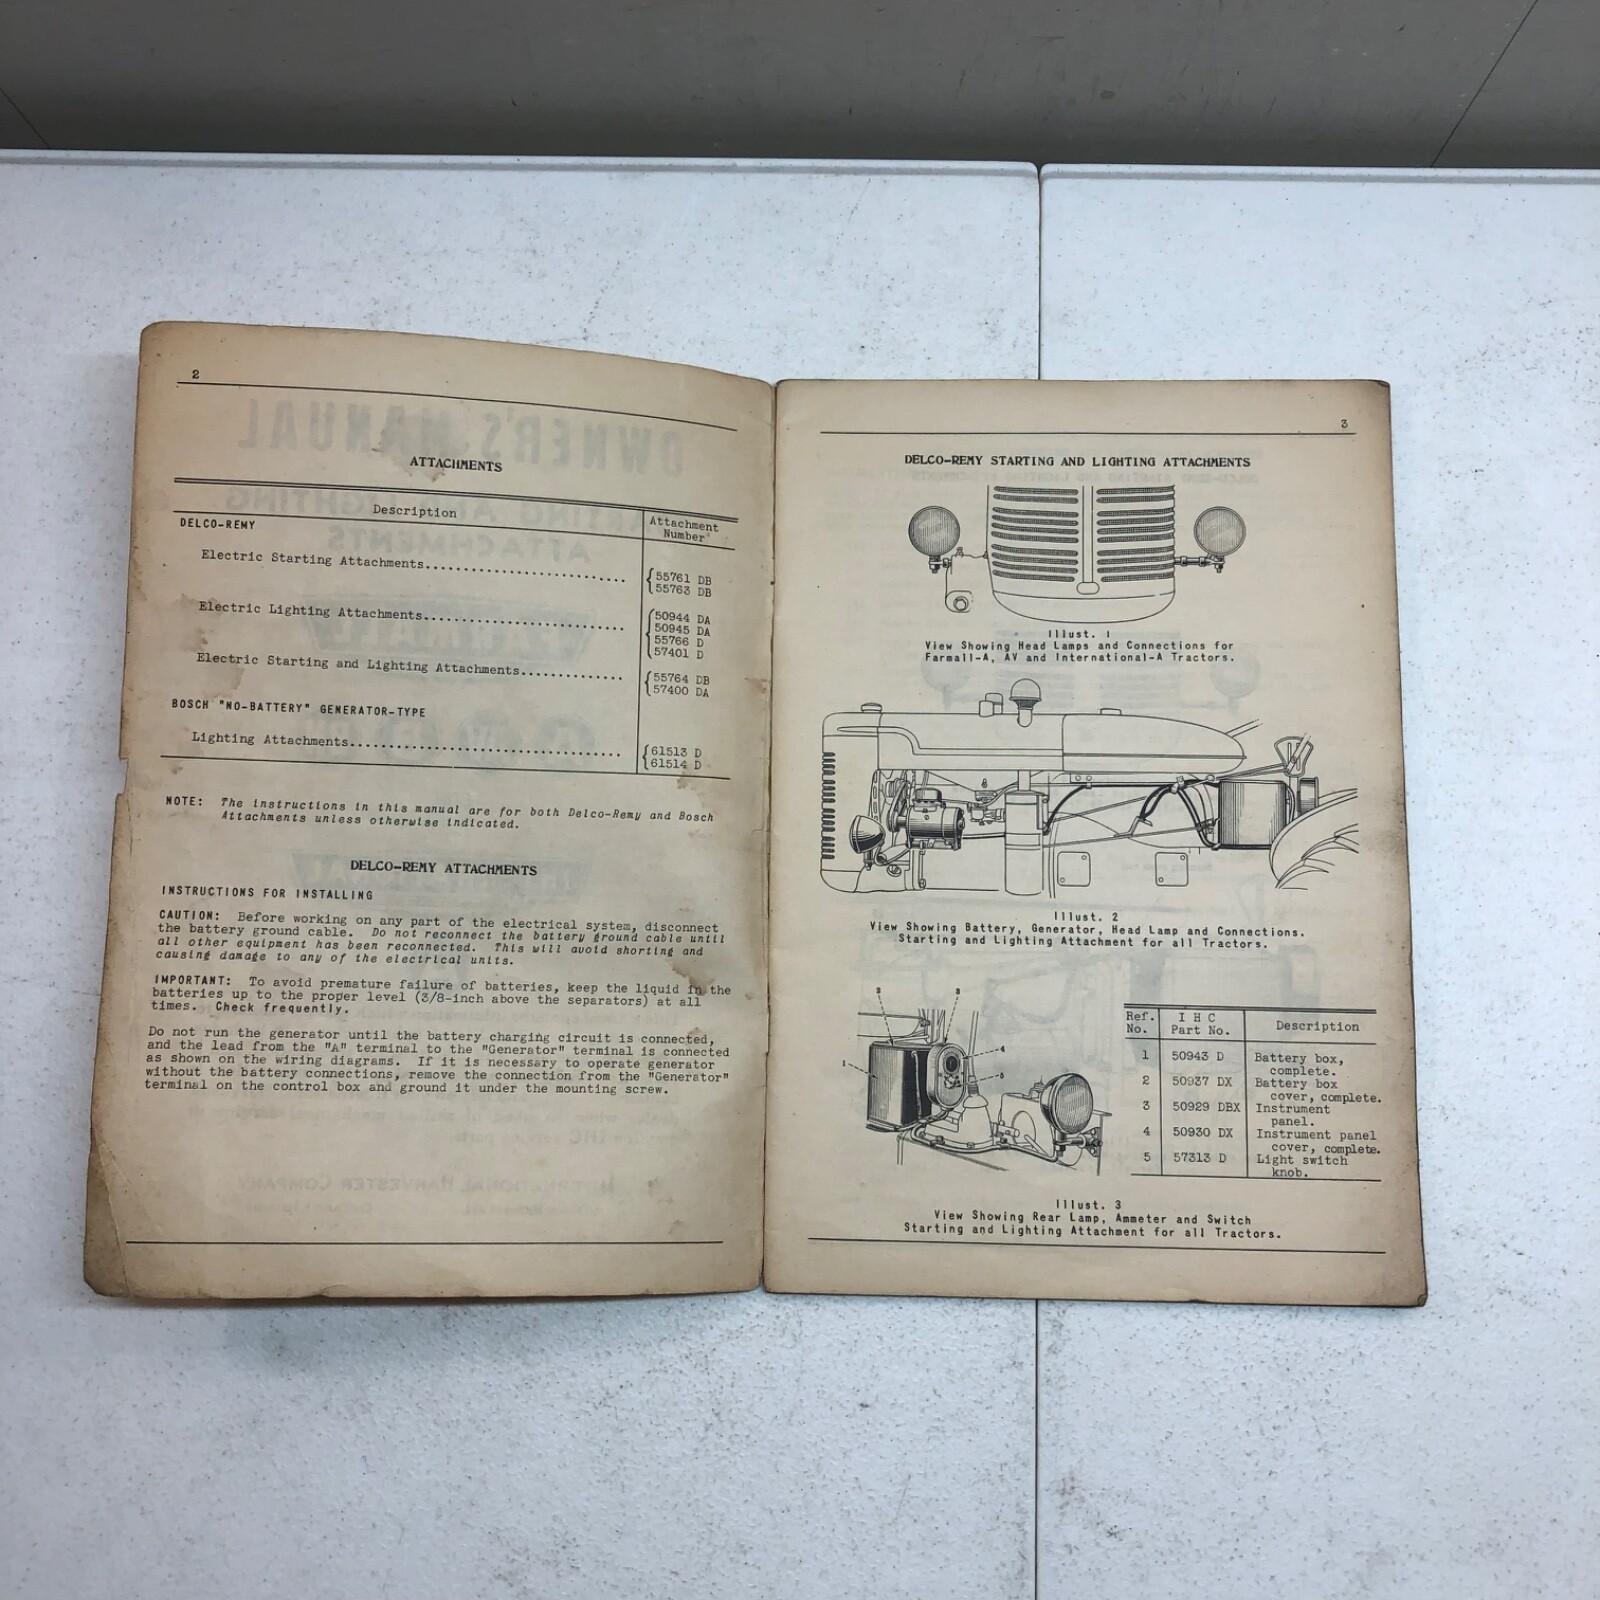 2
ATTACHMENTS
Description
Attachment
Number
DELCO-REMY
Electric Starting Attachments............................
55761 DB
55763 DB
Electric Lighting Attachments............................
50944 DA
50945 DA
55766 D
57401 D
Electric Starting and Lighting Attachments..............
55764 DB
57400 DA
BOSCH "NO-BATTERY" GENERATOR-TYPE
Lighting Attachments.....................................
61513 D
61514 D
NOTE: The instructions in this manual are for both Delco-Remy and Bosch
Attachments unless otherwise indicated.
DELCO-REMY ATTACHMENTS
INSTRUCTIONS FOR INSTALLING
CAUTION: Before working on any part of the electrical system, disconnect
the battery ground cable. Do not reconnect the battery ground cable until
all other equipment has been reconnected. This will avoid shorting and
causing damage to any of the electrical units.
IMPORTANT: To avoid premature failure of batteries, keep the liquid in the
batteries up to the proper level (3/8-inch above the separators) at all
times. Check frequently.
Do not run the generator until the battery charging circuit is connected,
and the lead from the "A" terminal to the "Generator" terminal is connected
as shown on the wiring diagrams. If it is necessary to operate generator
without the battery connections, remove the connection from the "Generator"
terminal on the control box and ground it under the mounting screw.
3
DELCO-REMY STARTING AND LIGHTING ATTACHMENTS
Illust. 1
View Showing Head Lamps and Connections for
Farmall-A, AV and International-A Tractors.
Illust. 2
View Showing Battery, Generator, Head Lamp and Connections.
Starting and Lighting Attachment for all Tractors.
2 3
4
1
5
Ref. No.
I H C Part No.
Description
1 50943 D Battery box,
complete.
2 50937 DX Battery box
cover, complete.
3 50929 DBX Instrument
panel.
4 50930 DX Instrument panel
cover, complete.
5 57313 D Light switch
knob.
Illust. 3
View Showing Rear Lamp, Ammeter and Switch
Starting and Lighting Attachment for all Tractors.